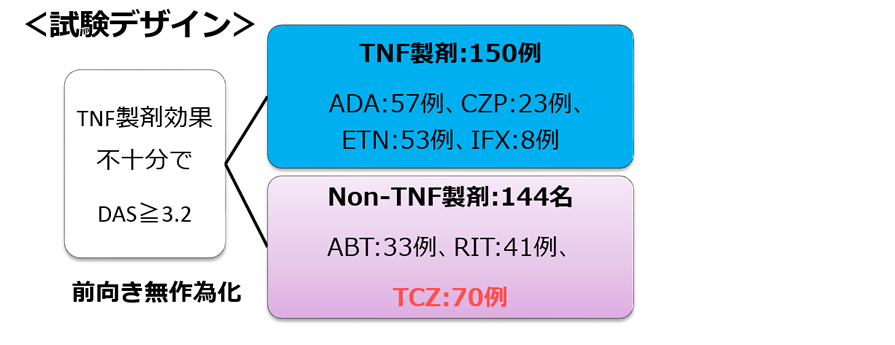 ＜試験デザイン＞
TNF製剤効果
不十分で
DAS≧3.2
前向き無作為化
TNF製剤:150例
ADA:57例、CZP:23例、
ETN:53例、IFX:8例
Non-TNF製剤:144名
ABT:33例、RIT:41例、
TCZ:70例